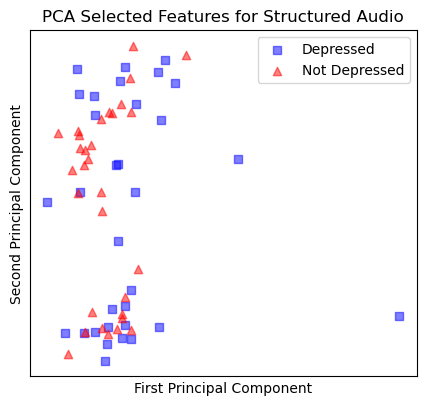 PCA Selected Features for Structured Audio
Depressed
Not Depressed
Second Principal Component
First Principal Component